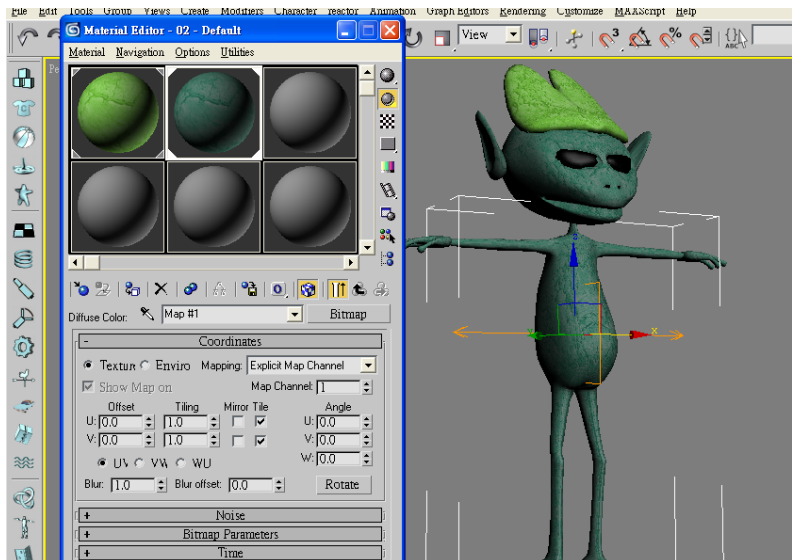 File Edit Tools Group Views Create Modifiers Character reactor Animation Graph Editors Rendering Customize MAXScript Help
Material Editor - 02 - Default
Material Navigation Options Utilities
View
3
%
ABC
Diffuse Color: Map #1 Bitmap
- Coordinates
Textur Enviro Mapping: Explicit Map Channel
Show Map on Map Channel: 1
Offset Tiling Mirror Tile Angle
U: 0.0 1.0 U: 0.0
V: 0.0 1.0 V: 0.0
W: 0.0
UV VW WU
Blur: 1.0 Blur offset: 0.0 Rotate
+ Noise
+ Bitmap Parameters
+ Time
x